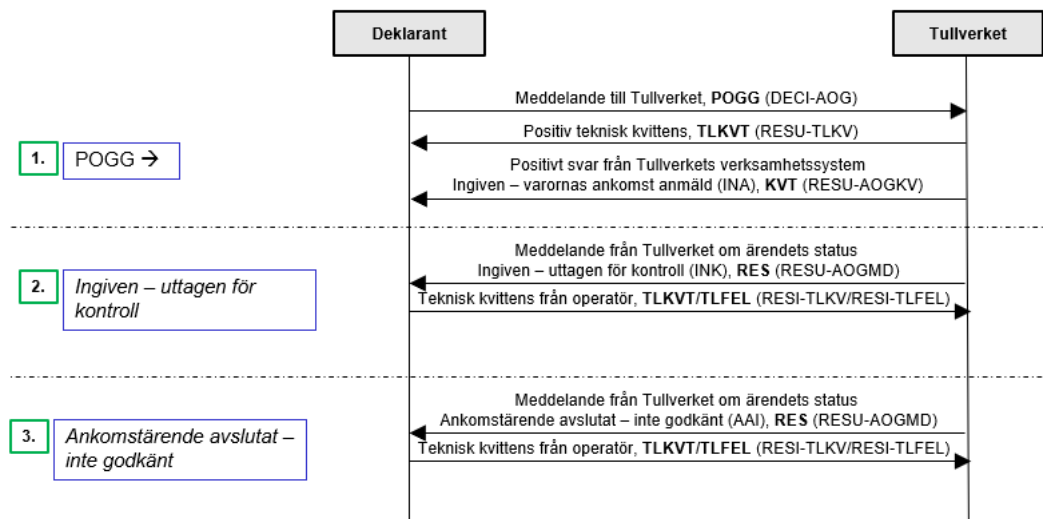 Deklarant
Tullverket
Meddelande till Tullverket, POGG (DECI-AOG)
Positiv teknisk kvittens, TLKVT (RESU-TLKV)
1.
POGG →
Positivt svar från Tullverkets verksamhetssystem
Ingiven – varornas ankomst anmäld (INA), KVT (RESU-AOGKV)
2.
Ingiven – uttagen för
kontroll
Meddelande från Tullverket om ärendets status
Ingiven – uttagen för kontroll (INK), RES (RESU-AOGMD)
Teknisk kvittens från operatör, TLKVT/TLFEL (RESI-TLKV/RESI-TLFEL)
3.
Ankomstärende avslutat –
inte godkänt
Meddelande från Tullverket om ärendets status
Ankomstärende avslutat – inte godkänt (AAI), RES (RESU-AOGMD)
Teknisk kvittens från operatör, TLKVT/TLFEL (RESI-TLKV/RESI-TLFEL)